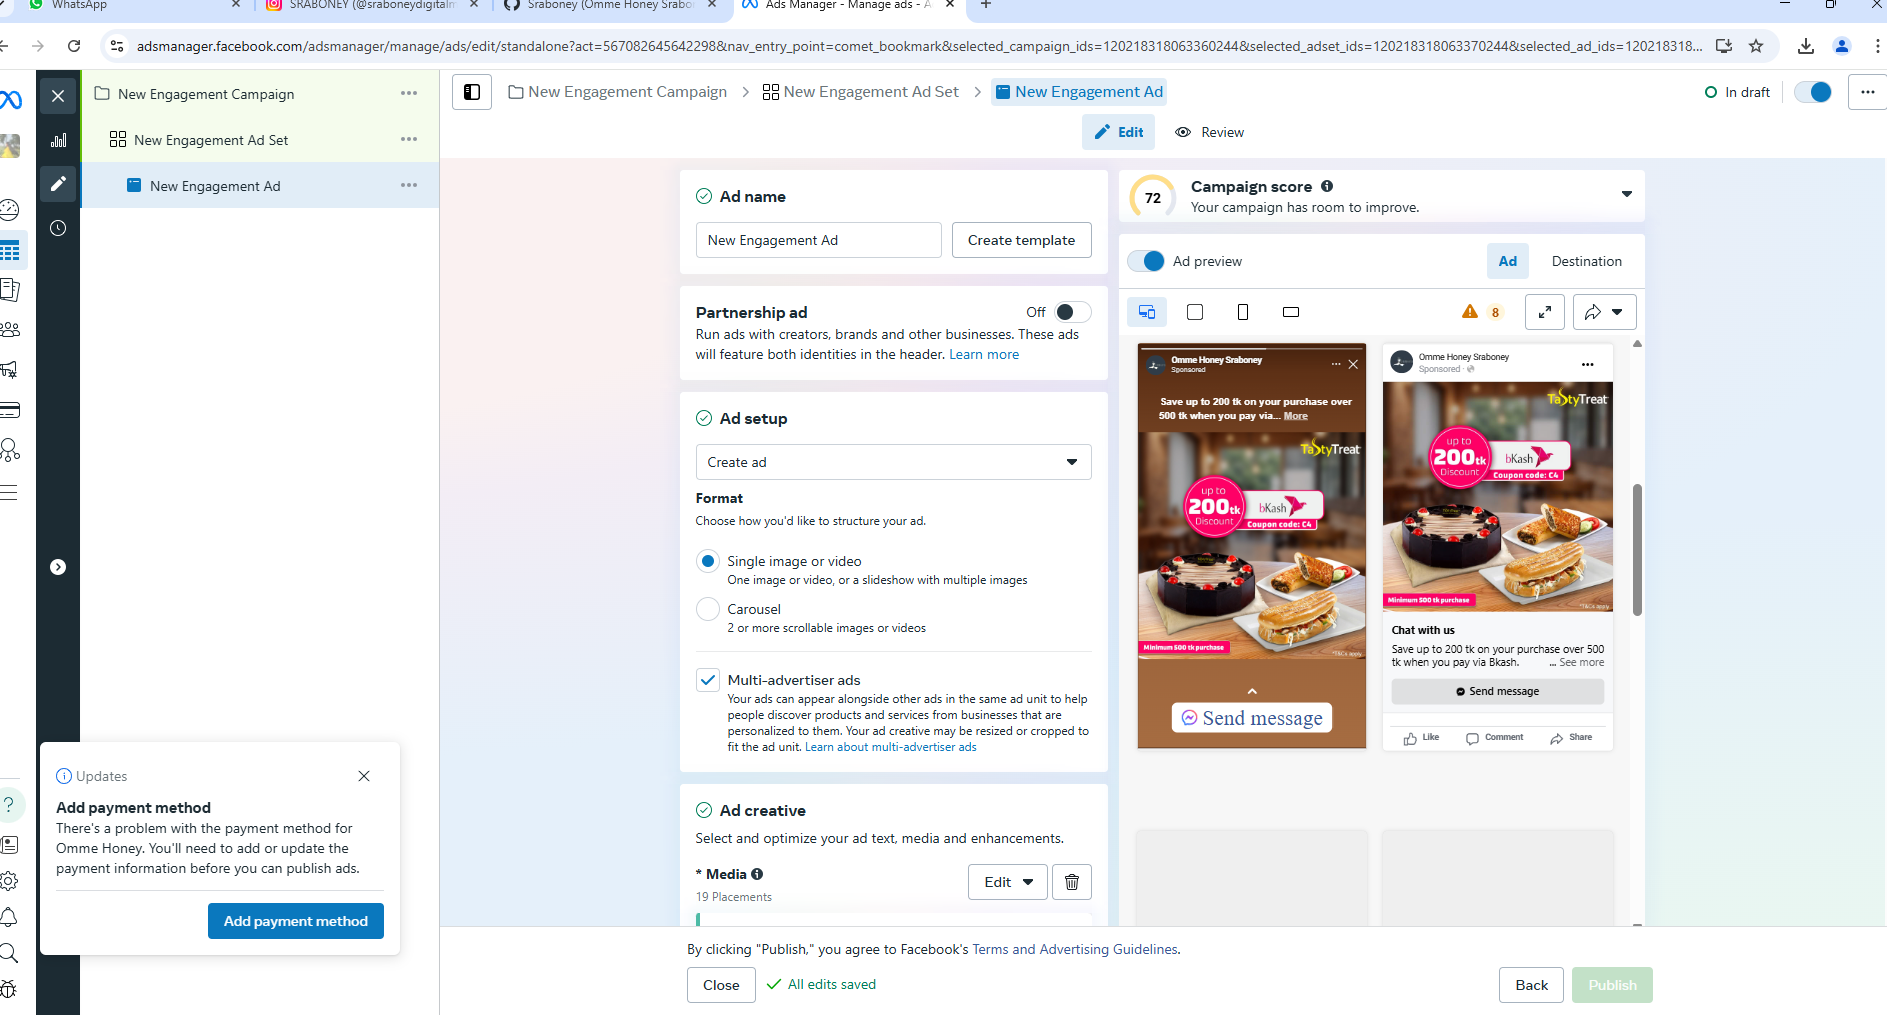 WhatsApp
SRABONEY (@sraboneydigitalm
Sraboney (Omme Honey Srabor
Ads Manager - Manage ads - A
adsmanager.facebook.com/adsmanager/manage/ads/edit/standalone?act=567082645642298&nav_entry_point=comet_bookmark&selected_campaign_ids=120218318063360244&selected_adset_ids=120218318063370244&selected_ad_ids=120218318...
New Engagement Campaign
New Engagement Ad Set
New Engagement Ad
New Engagement Campaign
New Engagement Ad Set
New Engagement Ad
In draft
Edit
Review
Ad name
New Engagement Ad
Create template
Partnership ad
Off
Run ads with creators, brands and other businesses. These ads
will feature both identities in the header. Learn more
Ad setup
Create ad
Format
Choose how you'd like to structure your ad.
Single image or video
One image or video, or a slideshow with multiple images
Carousel
2 or more scrollable images or videos
Multi-advertiser ads
Your ads can appear alongside other ads in the same ad unit to help
people discover products and services from businesses that are
personalized to them. Your ad creative may be resized or cropped to
fit the ad unit. Learn about multi-advertiser ads
Ad creative
Select and optimize your ad text, media and enhancements.
* Media
19 Placements
Edit
72
Campaign score
Your campaign has room to improve.
Ad preview
Ad
Destination
8
Omme Honey Sraboney
Sponsored
Save up to 200 tk on your purchase over
500 tk when you pay via... More
TastyTreat
up to
200tk
Discount
bKash
Coupon code: C4
Minimum 500 tk purchase
*T&Cs apply
Send message
Omme Honey Sraboney
Sponsored ·
TastyTreat
up to
200tk
Discount
bKash
Coupon code: C4
Minimum 500 tk purchase
*T&Cs apply
Chat with us
Save up to 200 tk on your purchase over 500
tk when you pay via Bkash.
... See more
Send message
Like
Comment
Share
Updates
Add payment method
There's a problem with the payment method for
Omme Honey. You'll need to add or update the
payment information before you can publish ads.
Add payment method
By clicking "Publish," you agree to Facebook's Terms and Advertising Guidelines.
Close
All edits saved
Back
Publish